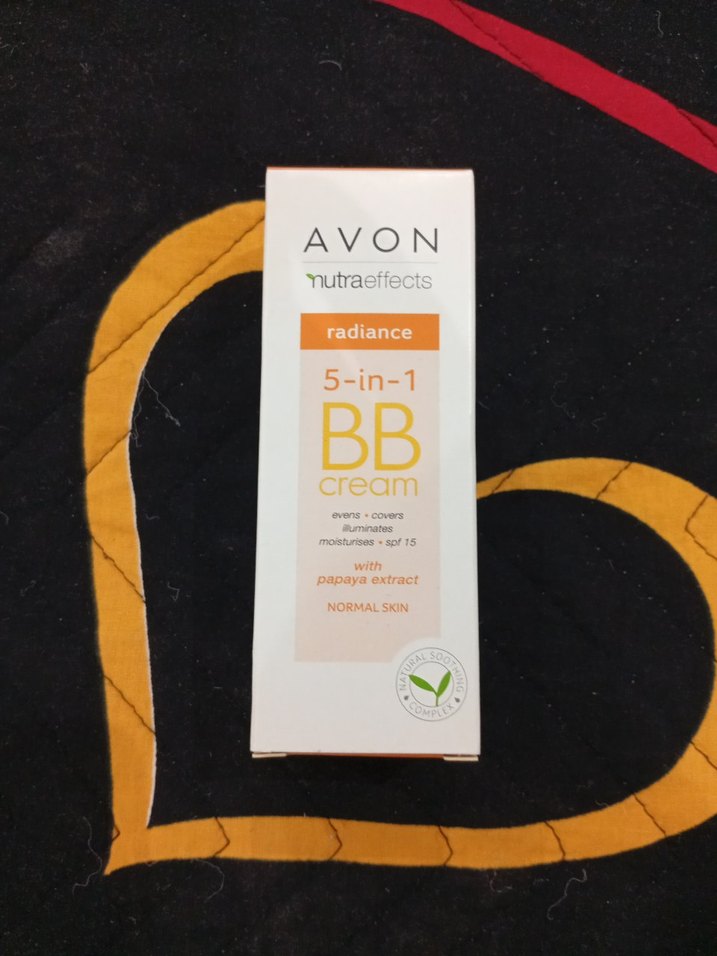 AVON
nutraeffects
radiance
5-in-1
BB
cream
evens • covers
illuminates
moisturises • spf 15
with
papaya extract
NORMAL SKIN
NATURAL SOOTHING
COMPLEX